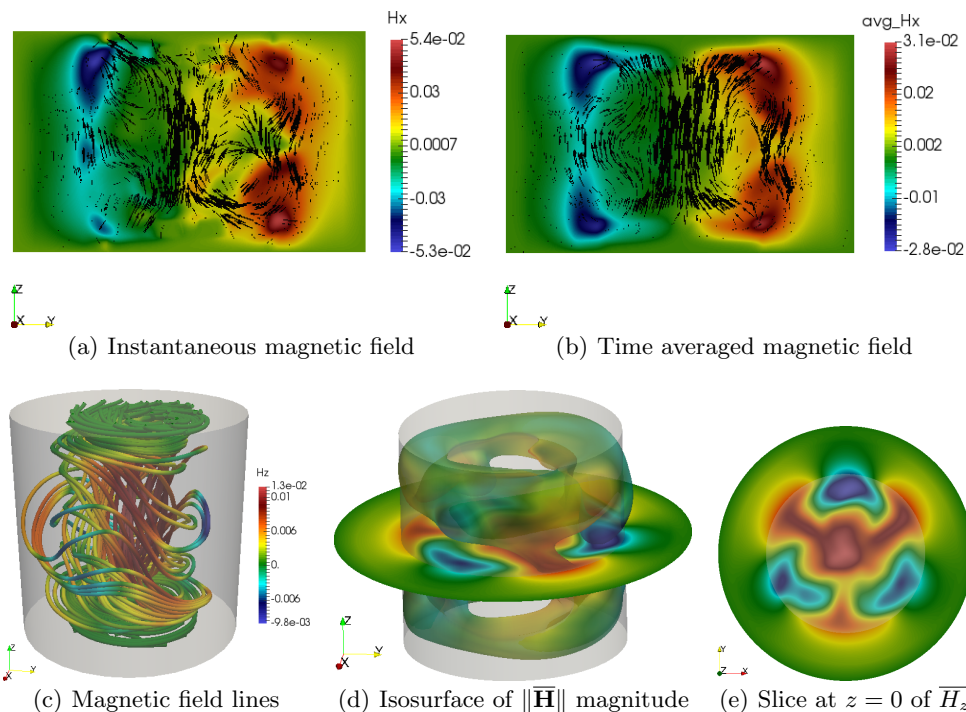 Hx
5.4e-02
0.03
0.0007
-0.03
-5.3e-02
Z
X Y
avg_Hx
3.1e-02
0.02
0.002
-0.01
-2.8e-02
Z
X Y
(a) Instantaneous magnetic field
(b) Time averaged magnetic field
Hz
1.3e-02
0.01
0.006
0.
-0.006
-9.8e-03
Z
X Y
Z
X Y
Y
Z X
(c) Magnetic field lines
(d) Isosurface of ‖H̅‖ magnitude
(e) Slice at z = 0 of H̅z